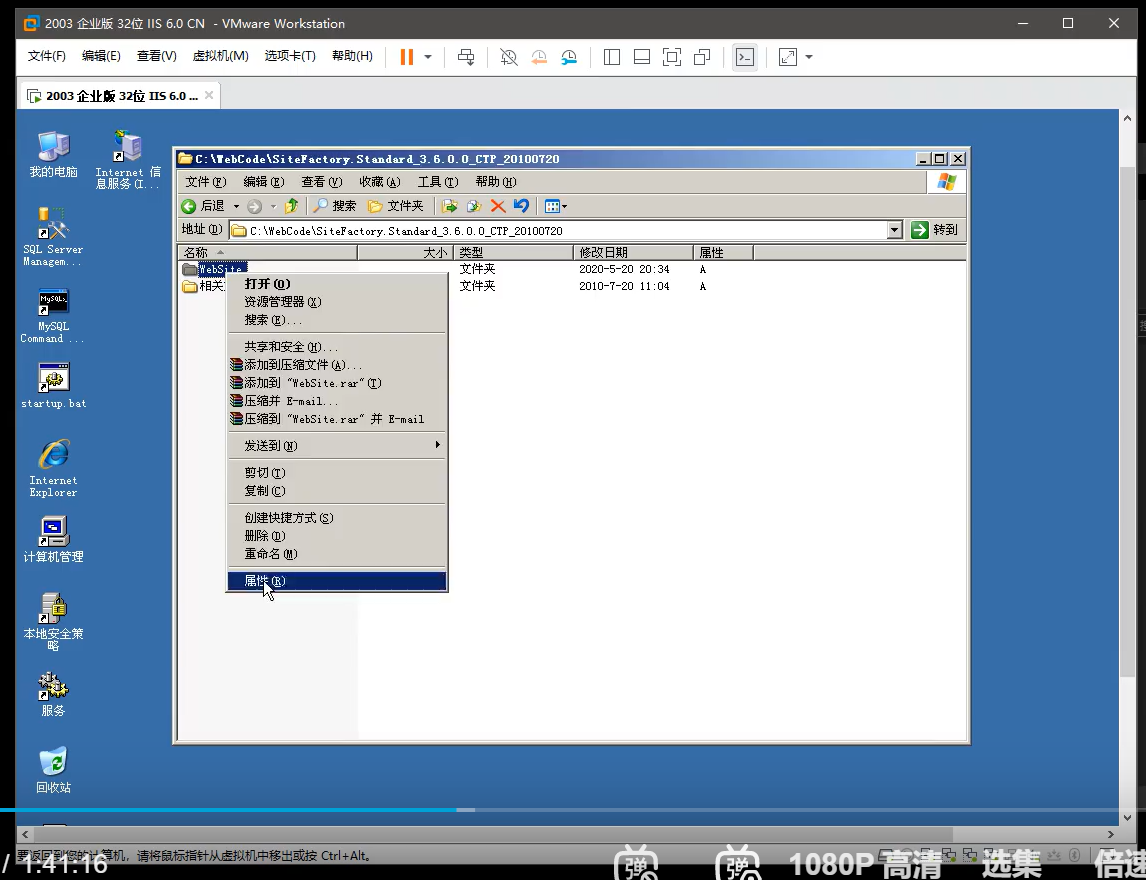 2003 企业版 32位 IIS 6.0 CN - VMware Workstation
文件(F) 编辑(E) 查看(V) 虚拟机(M) 选项卡(T) 帮助(H)
2003 企业版 32位 IIS 6.0 ...
我的电脑
Internet 信息服务(I...
SQL Server
Managem...
MySQL
Command ...
startup.bat
Internet
Explorer
计算机管理
本地安全策
略
服务
回收站
C:\WebCode\SiteFactory.Standard_3.6.0.0_CTP_20100720
文件(F) 编辑(E) 查看(V) 收藏(A) 工具(T) 帮助(H)
后退 搜索 文件夹
地址(D) C:\WebCode\SiteFactory.Standard_3.6.0.0_CTP_20100720 转到
名称 大小 类型 修改日期 属性
WebSite 文件夹 2020-5-20 20:34 A
相关 文件夹 2010-7-20 11:04 A
打开(O)
资源管理器(X)
搜索(E)...
共享和安全(H)...
添加到压缩文件(A)...
添加到 "WebSite.rar"(T)
压缩并 E-mail...
压缩到 "WebSite.rar" 并 E-mail
发送到(N)
剪切(T)
复制(C)
创建快捷方式(S)
删除(D)
重命名(M)
属性(R)
要返回到您的计算机，请将鼠标指针从虚拟机中移出或按 Ctrl+Alt。
/ 1:41:16
弹 弹 1080P 高清 选集 倍速